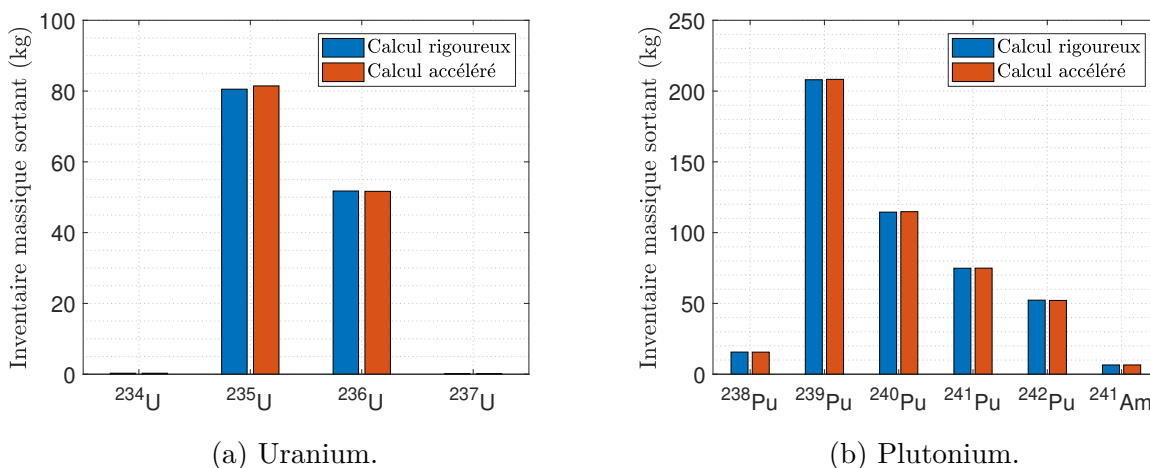 Inventaire massique sortant (kg)
100
80
60
40
20
0
Calcul rigoureux
Calcul accéléré
²³⁴U ²³⁵U ²³⁶U ²³⁷U
(a) Uranium.
Inventaire massique sortant (kg)
250
200
150
100
50
0
Calcul rigoureux
Calcul accéléré
²³⁸Pu ²³⁹Pu ²⁴⁰Pu ²⁴¹Pu ²⁴²Pu ²⁴¹Am
(b) Plutonium.